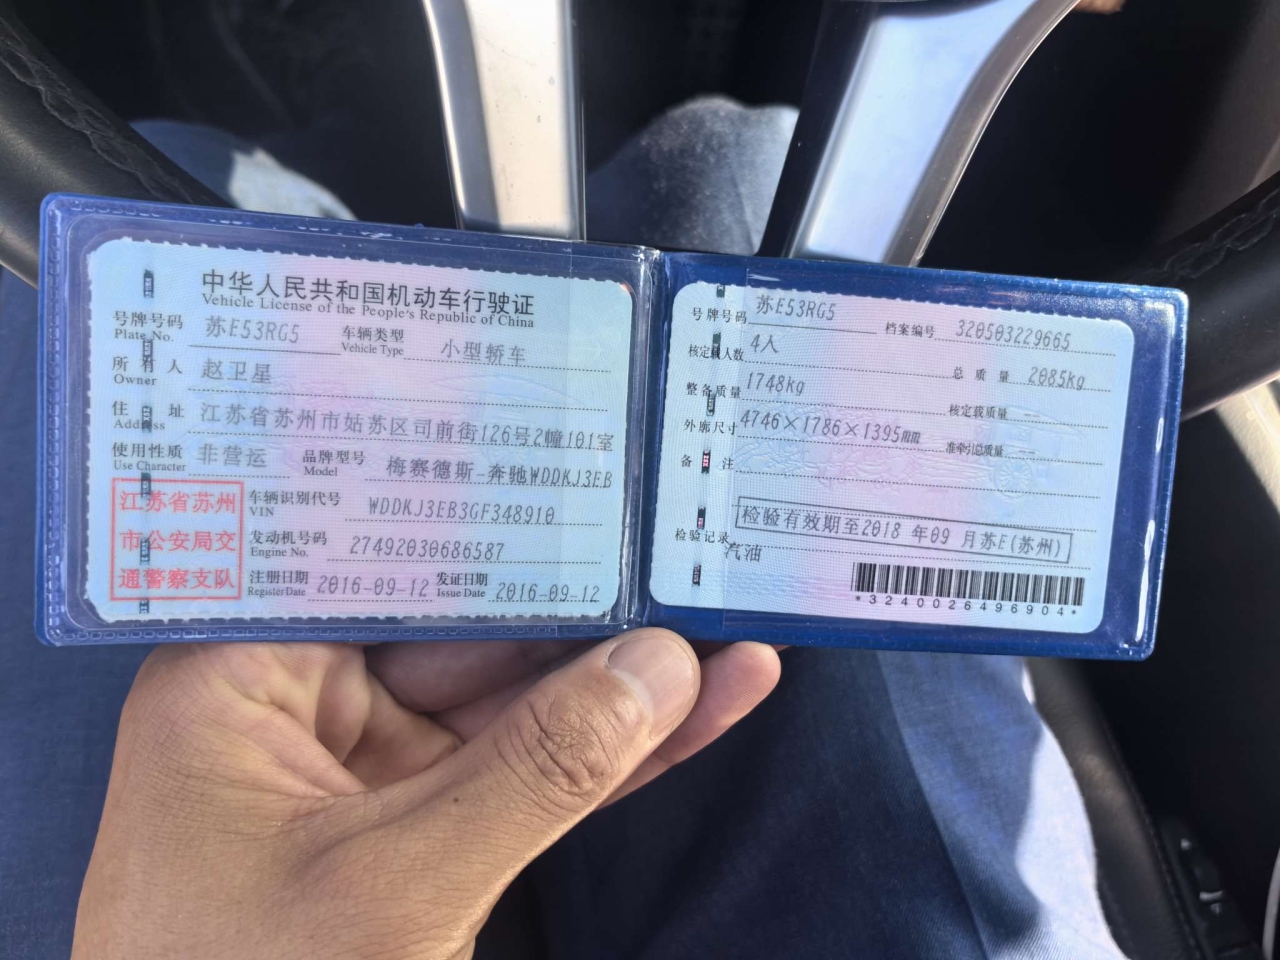 中华人民共和国机动车行驶证
Vehicle License of the People's Republic of China
号牌号码 苏E53RG5 车辆类型 小型轿车
Plate No. Vehicle Type
所有人 赵卫星
Owner
住址 江苏省苏州市姑苏区司前街126号2幢101室
Address
使用性质 非营运 品牌型号 梅赛德斯-奔驰WDDKJ3EB
Use Character Model
江苏省苏州
市公安局交
通警察支队
车辆识别代号 WDDKJ3EB3GF348910
VIN
发动机号码 27492030686587
Engine No.
注册日期 2016-09-12 发证日期 2016-09-12
Register Date Issue Date
号牌号码 苏E53RG5 档案编号 320503229665
核定载人数 4人 总质量 2085kg
整备质量 1748kg 核定载质量 --
外廓尺寸 4746×1786×1395mm 准牵引总质量 --
备注
检验有效期至2018年09月苏E(苏州)
检验记录
汽油
*3240026496904*